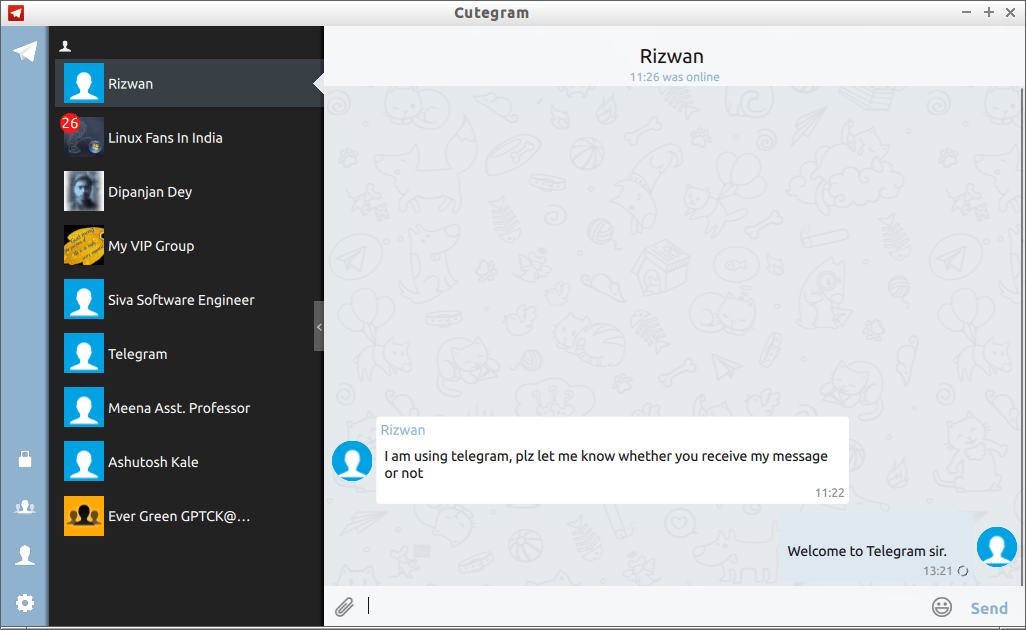 Cutegram
Rizwan
26
Linux Fans In India
Dipanjan Dey
My VIP Group
Siva Software Engineer
Telegram
Meena Asst. Professor
Ashutosh Kale
Ever Green GPTCK@...
Rizwan
11:26 was online
Rizwan
I am using telegram, plz let me know whether you receive my message
or not
11:22
Welcome to Telegram sir.
13:21
Send